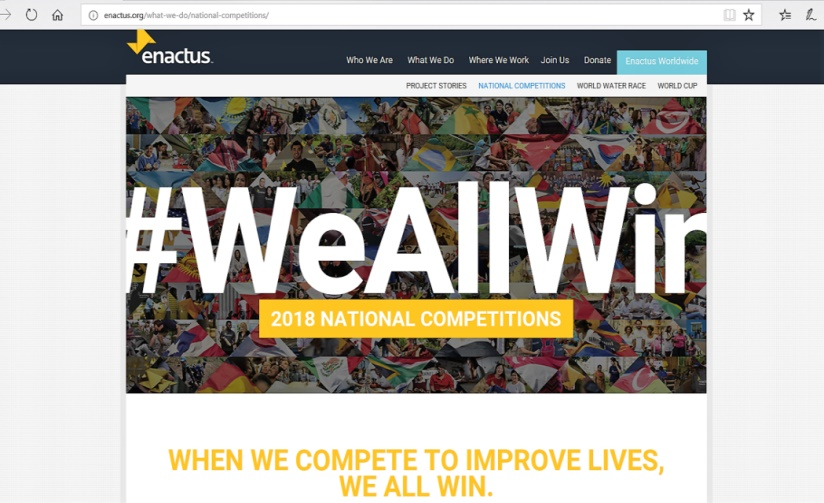 enactus.org/what-we-do/national-competitions/
enactus
Who We Are What We Do Where We Work Join Us Donate Enactus Worldwide
PROJECT STORIES NATIONAL COMPETITIONS WORLD WATER RACE WORLD CUP
#WeAllWin
2018 NATIONAL COMPETITIONS
WHEN WE COMPETE TO IMPROVE LIVES,
WE ALL WIN.